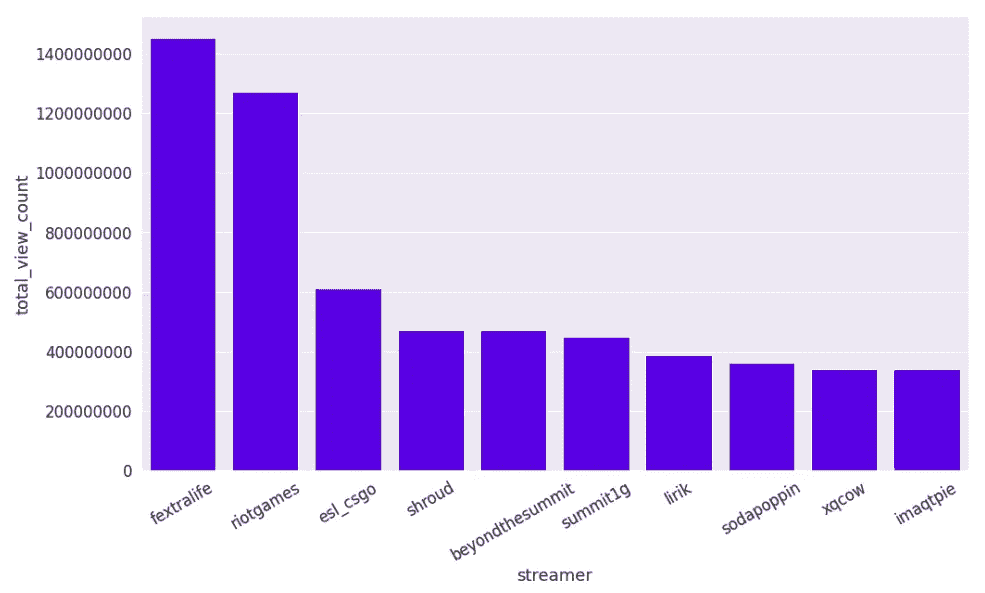 total_view_count
1400000000
1200000000
1000000000
800000000
600000000
400000000
200000000
0
fextralife
riotgames
esl_csgo
shroud
beyondthesummit
summit1g
lirik
sodapoppin
xqcow
imaqtpie
streamer